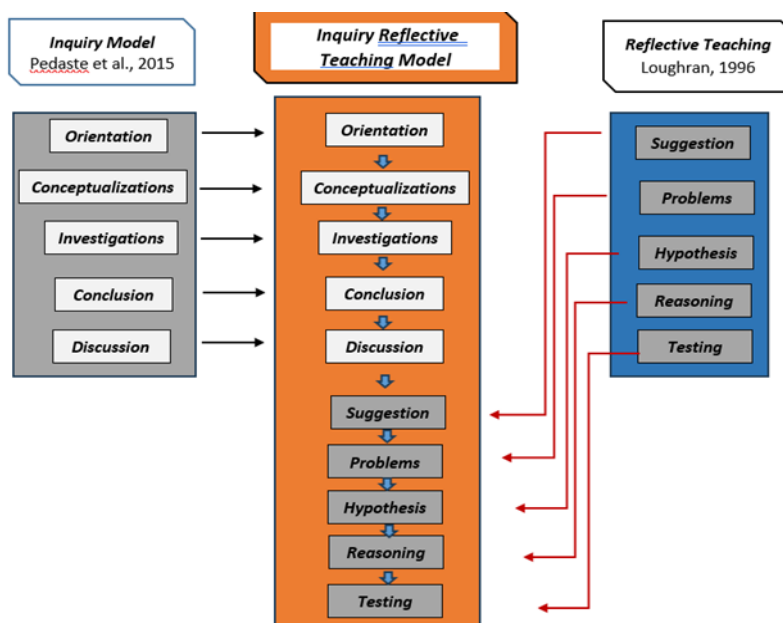 Inquiry Model
Pedaste et al., 2015
Orientation
Conceptualizations
Investigations
Conclusion
Discussion
Inquiry Reflective
Teaching Model
Orientation
Conceptualizations
Investigations
Conclusion
Discussion
Suggestion
Problems
Hypothesis
Reasoning
Testing
Reflective Teaching
Loughran, 1996
Suggestion
Problems
Hypothesis
Reasoning
Testing